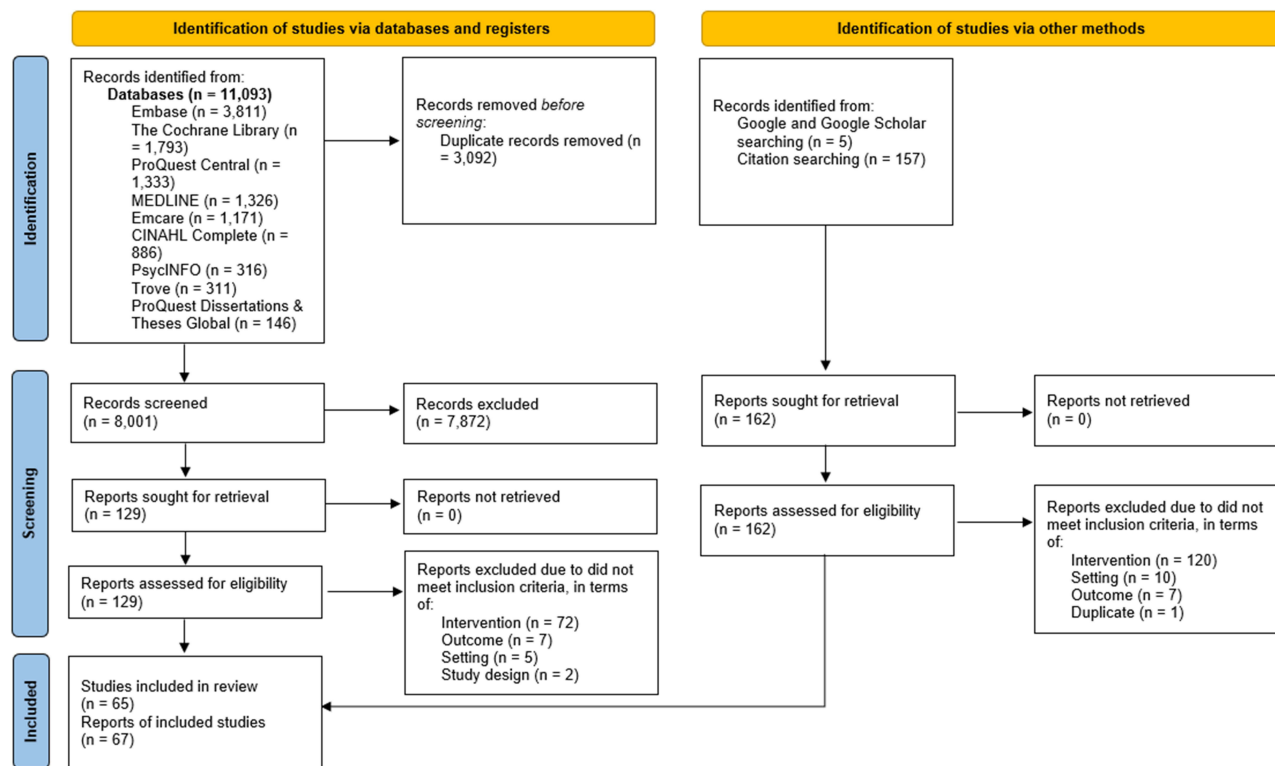 Identification of studies via databases and registers
Identification of studies via other methods
Identification
Records identified from:
Databases (n = 11,093)
Embase (n = 3,811)
The Cochrane Library (n
= 1,793)
ProQuest Central (n =
1,333)
MEDLINE (n = 1,326)
Emcare (n = 1,171)
CINAHL Complete (n =
886)
PsycINFO (n = 316)
Trove (n = 311)
ProQuest Dissertations &
Theses Global (n = 146)
Records removed before
screening:
Duplicate records removed (n
= 3,092)
Records identified from:
Google and Google Scholar
searching (n = 5)
Citation searching (n = 157)
Screening
Records screened
(n = 8,001)
Records excluded
(n = 7,872)
Reports sought for retrieval
(n = 129)
Reports not retrieved
(n = 0)
Reports assessed for eligibility
(n = 129)
Reports excluded due to did not
meet inclusion criteria, in terms
of:
Intervention (n = 72)
Outcome (n = 7)
Setting (n = 5)
Study design (n = 2)
Reports sought for retrieval
(n = 162)
Reports not retrieved
(n = 0)
Reports assessed for eligibility
(n = 162)
Reports excluded due to did not
meet inclusion criteria, in terms
of:
Intervention (n = 120)
Setting (n = 10)
Outcome (n = 7)
Duplicate (n = 1)
Included
Studies included in review
(n = 65)
Reports of included studies
(n = 67)